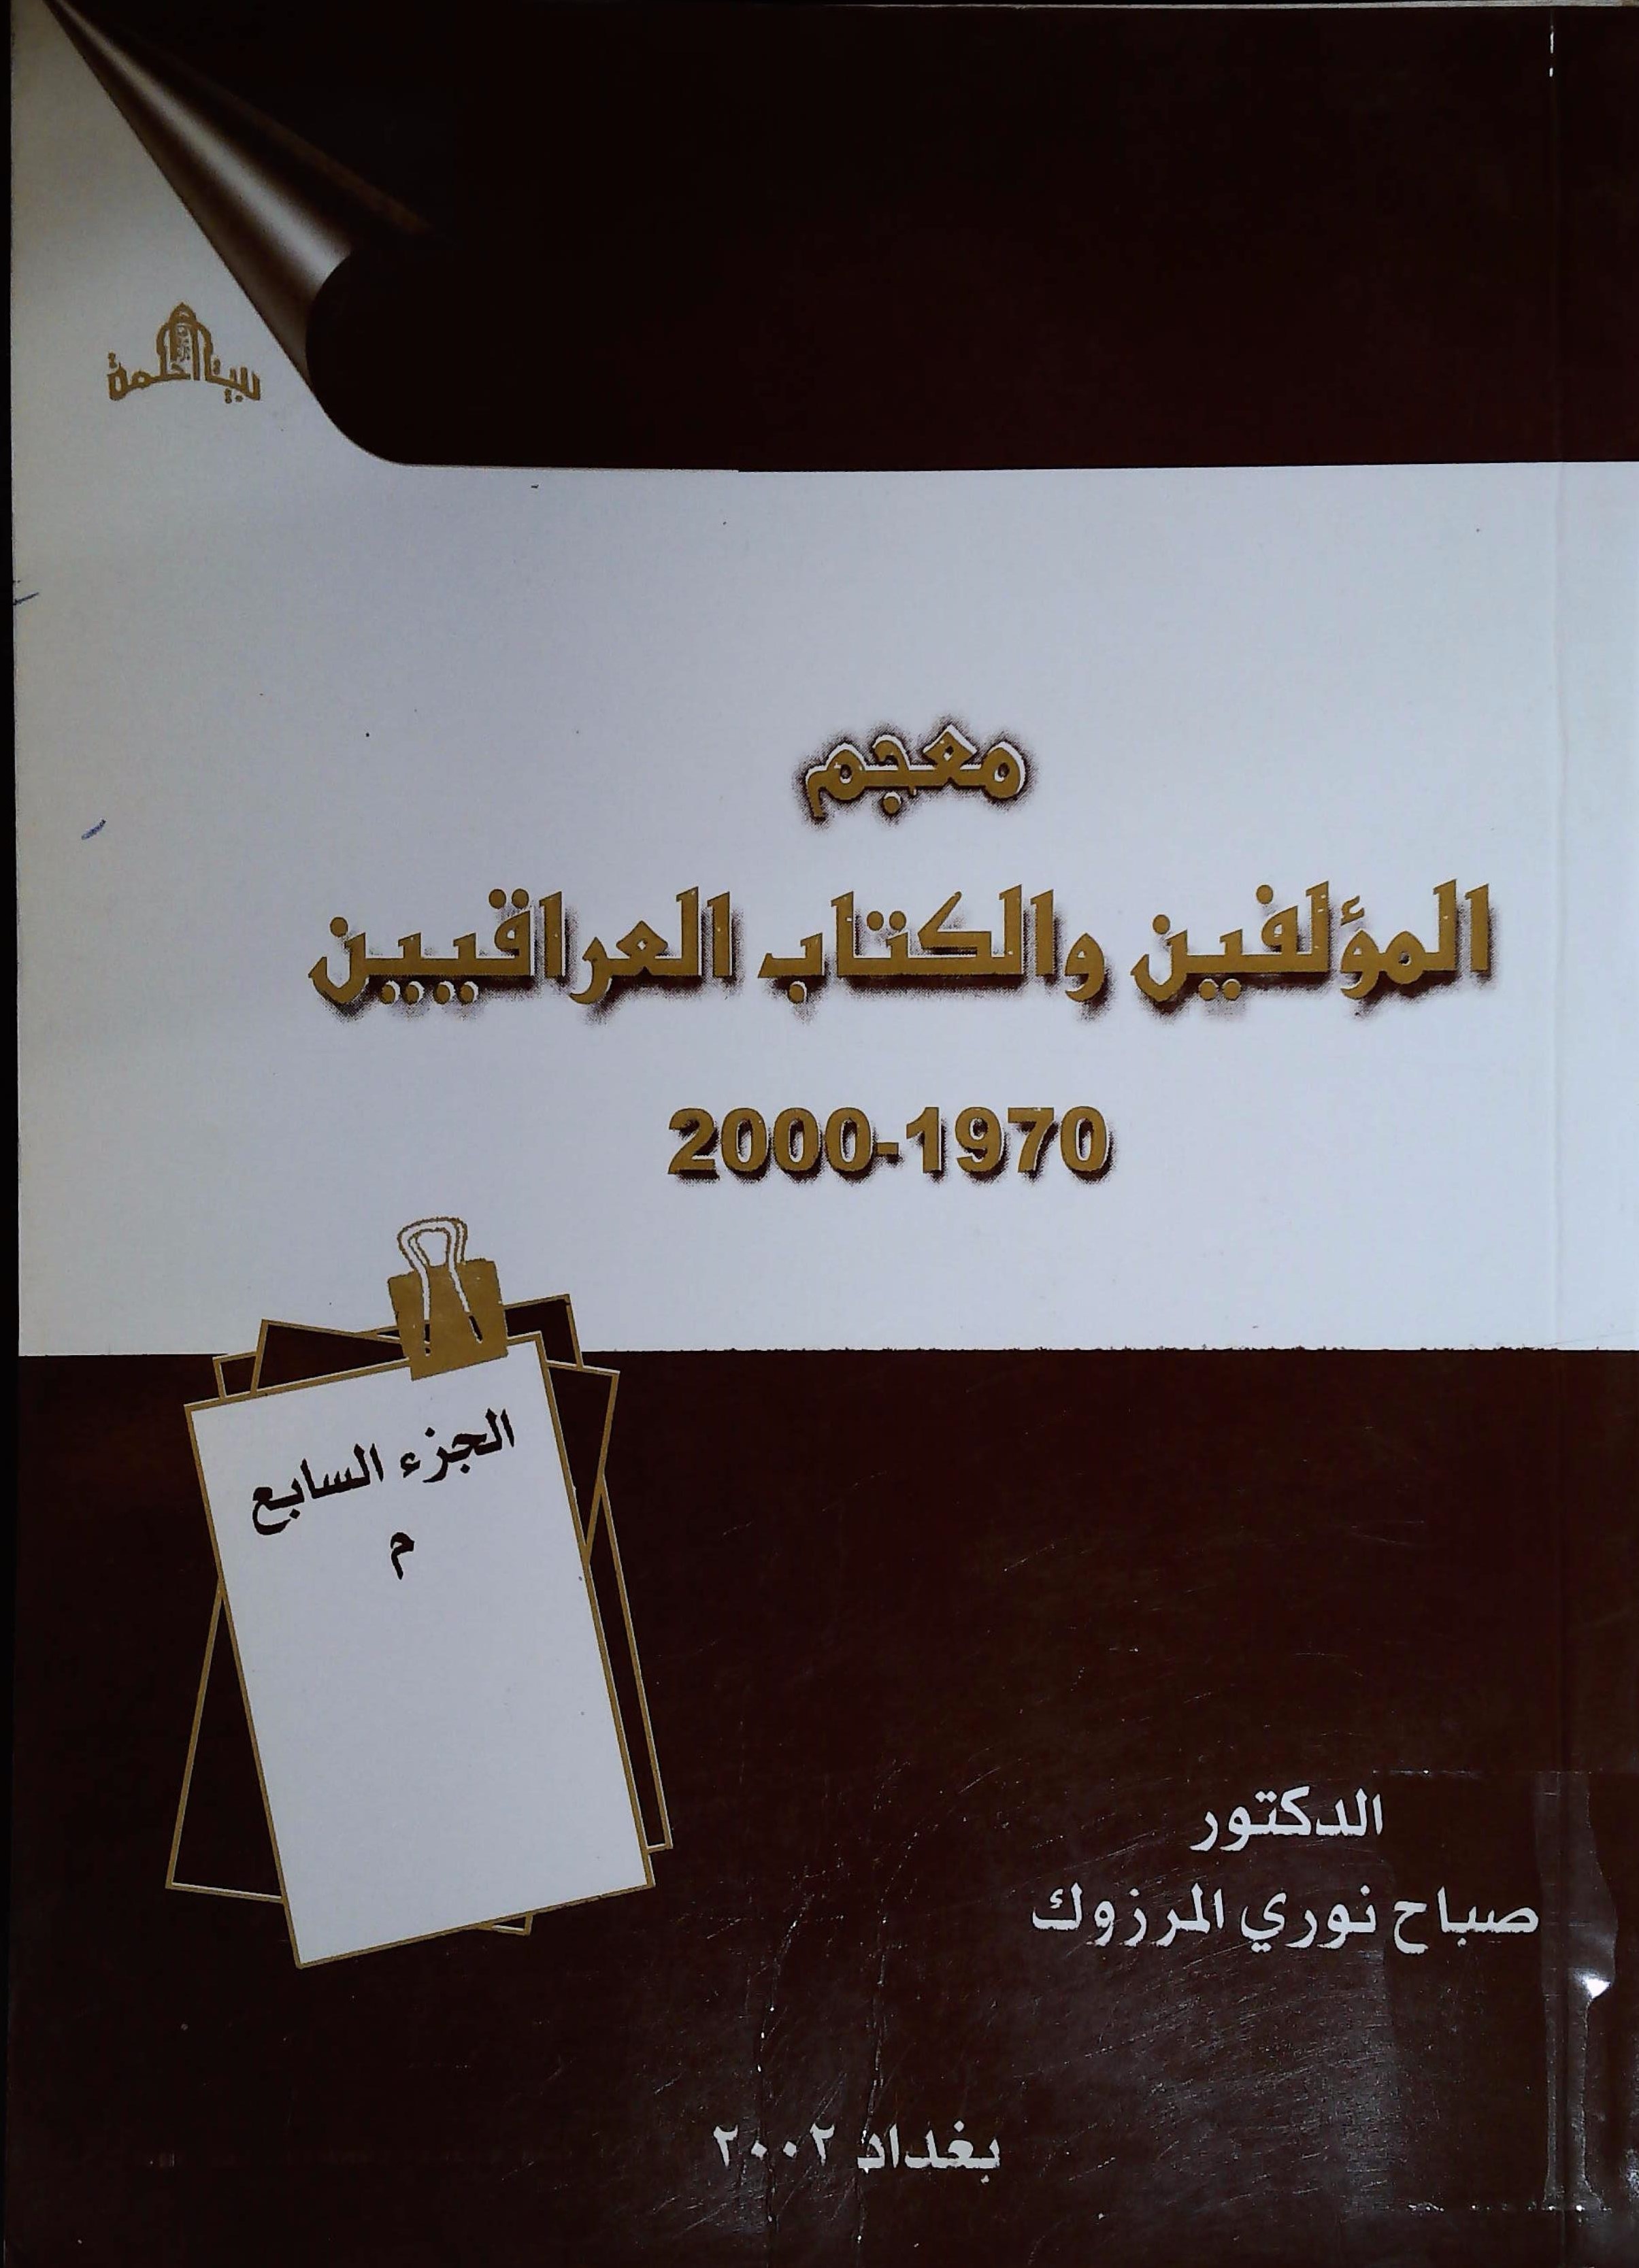 بيت الحكمة
معجم
المؤلفين والكتاب العراقيين
2000-1970
الجزء السابع
م
الدكتور
صباح نوري المرزوك
بغداد ٢٠٠٢